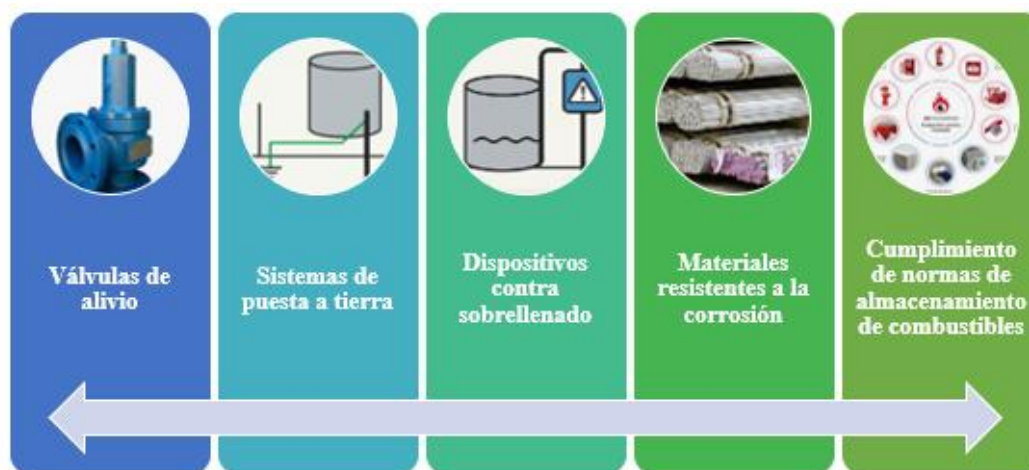 Válvulas de
alivio
Sistemas de
puesta a tierra
Dispositivos
contra
sobrellenado
Materiales
resistentes a la
corrosión
Cumplimiento
de normas de
almacenamiento
de combustibles